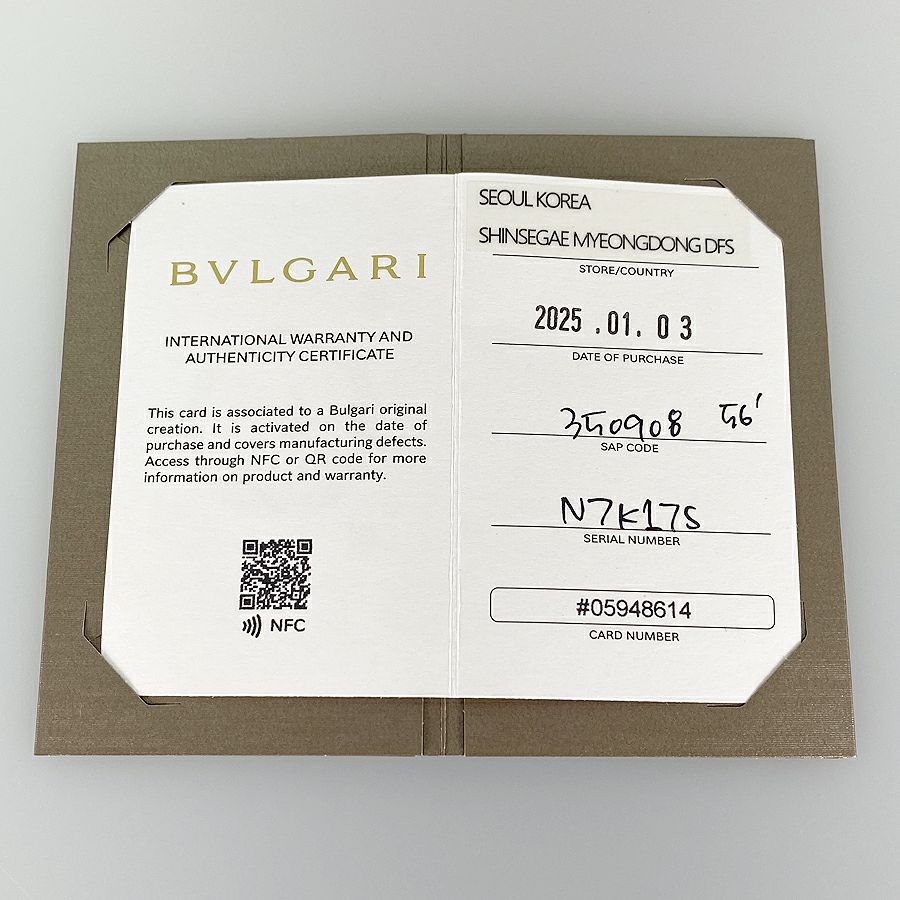 BVLGARI
INTERNATIONAL WARRANTY AND
AUTHENTICITY CERTIFICATE
This card is associated to a Bulgari original
creation. It is activated on the date of
purchase and covers manufacturing defects.
Access through NFC or QR code for more
information on product and warranty.
NFC
SEOUL KOREA
SHINSEGAE MYEONGDONG DFS
STORE/COUNTRY
2025 .01. 03
DATE OF PURCHASE
350908 56'
SAP CODE
N7K17S
SERIAL NUMBER
#05948614
CARD NUMBER